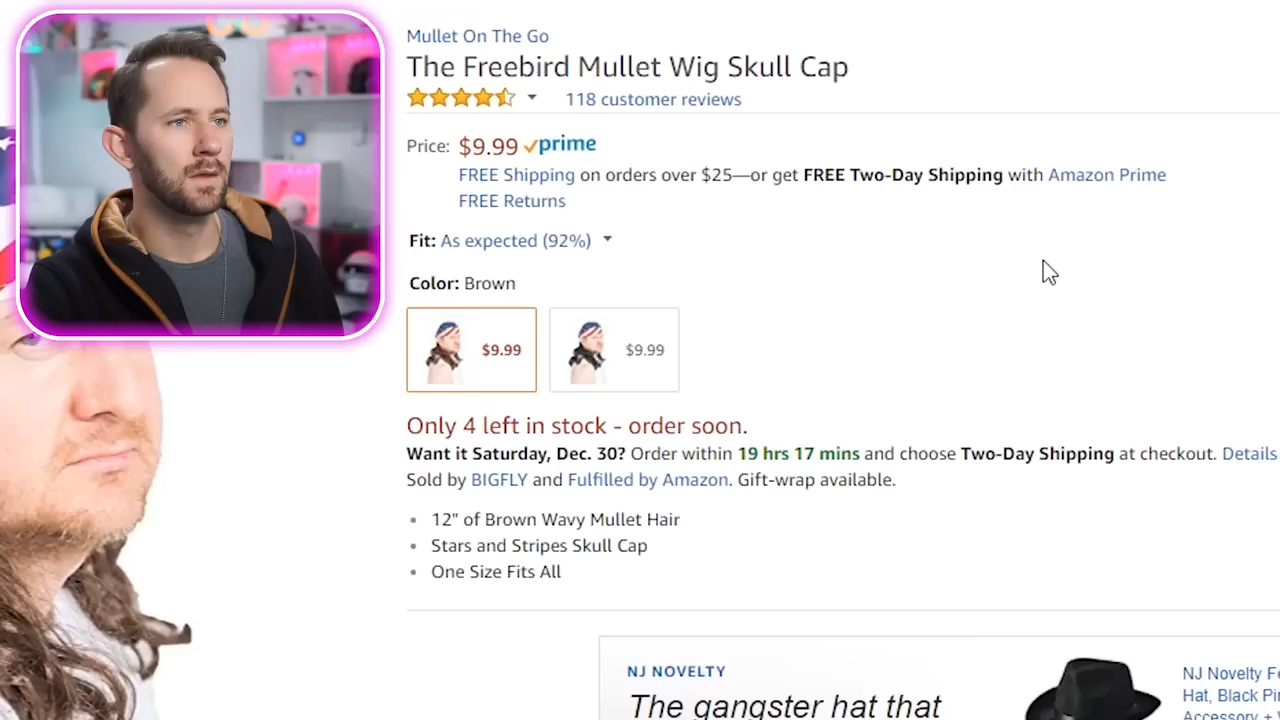 Mullet On The Go
The Freebird Mullet Wig Skull Cap
118 customer reviews
Price: $9.99 prime
FREE Shipping on orders over $25—or get FREE Two-Day Shipping with Amazon Prime
FREE Returns
Fit: As expected (92%)
Color: Brown
$9.99 $9.99
Only 4 left in stock - order soon.
Want it Saturday, Dec. 30? Order within 19 hrs 17 mins and choose Two-Day Shipping at checkout. Details
Sold by BIGFLY and Fulfilled by Amazon. Gift-wrap available.
• 12" of Brown Wavy Mullet Hair
• Stars and Stripes Skull Cap
• One Size Fits All
NJ NOVELTY
The gangster hat that
NJ Novelty
Hat, Black
Accessory +